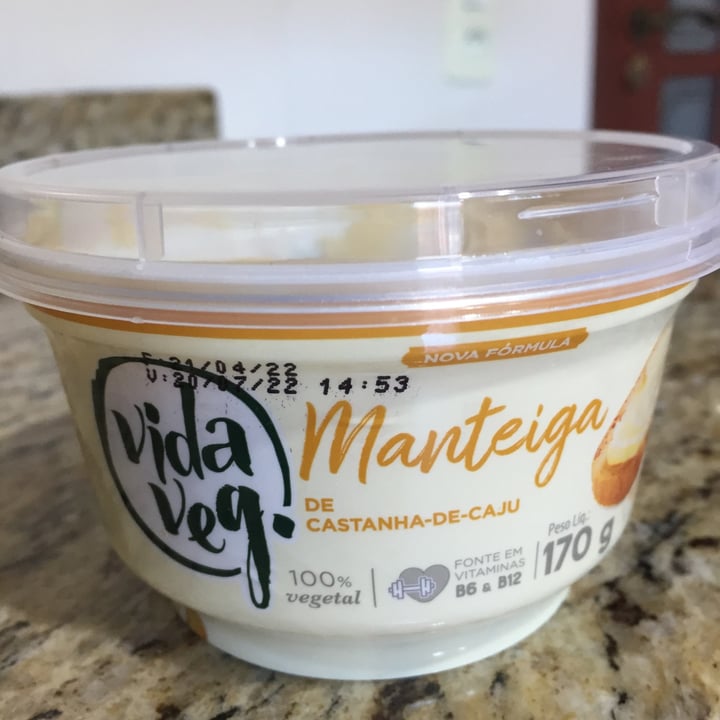 NOVA FÓRMULA
F:21/04/22
V:20/07/22 14:53
vida
veg.
Manteiga
DE
CASTANHA-DE-CAJU
100%
vegetal
FONTE EM
VITAMINAS
B6 & B12
Peso Líq.:
170 g